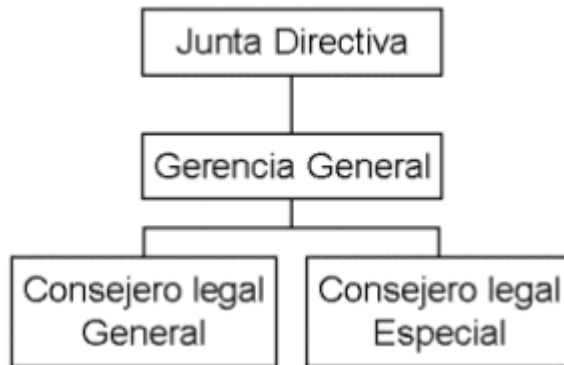 Junta Directiva
Gerencia General
Consejero legal
General
Consejero legal
Especial